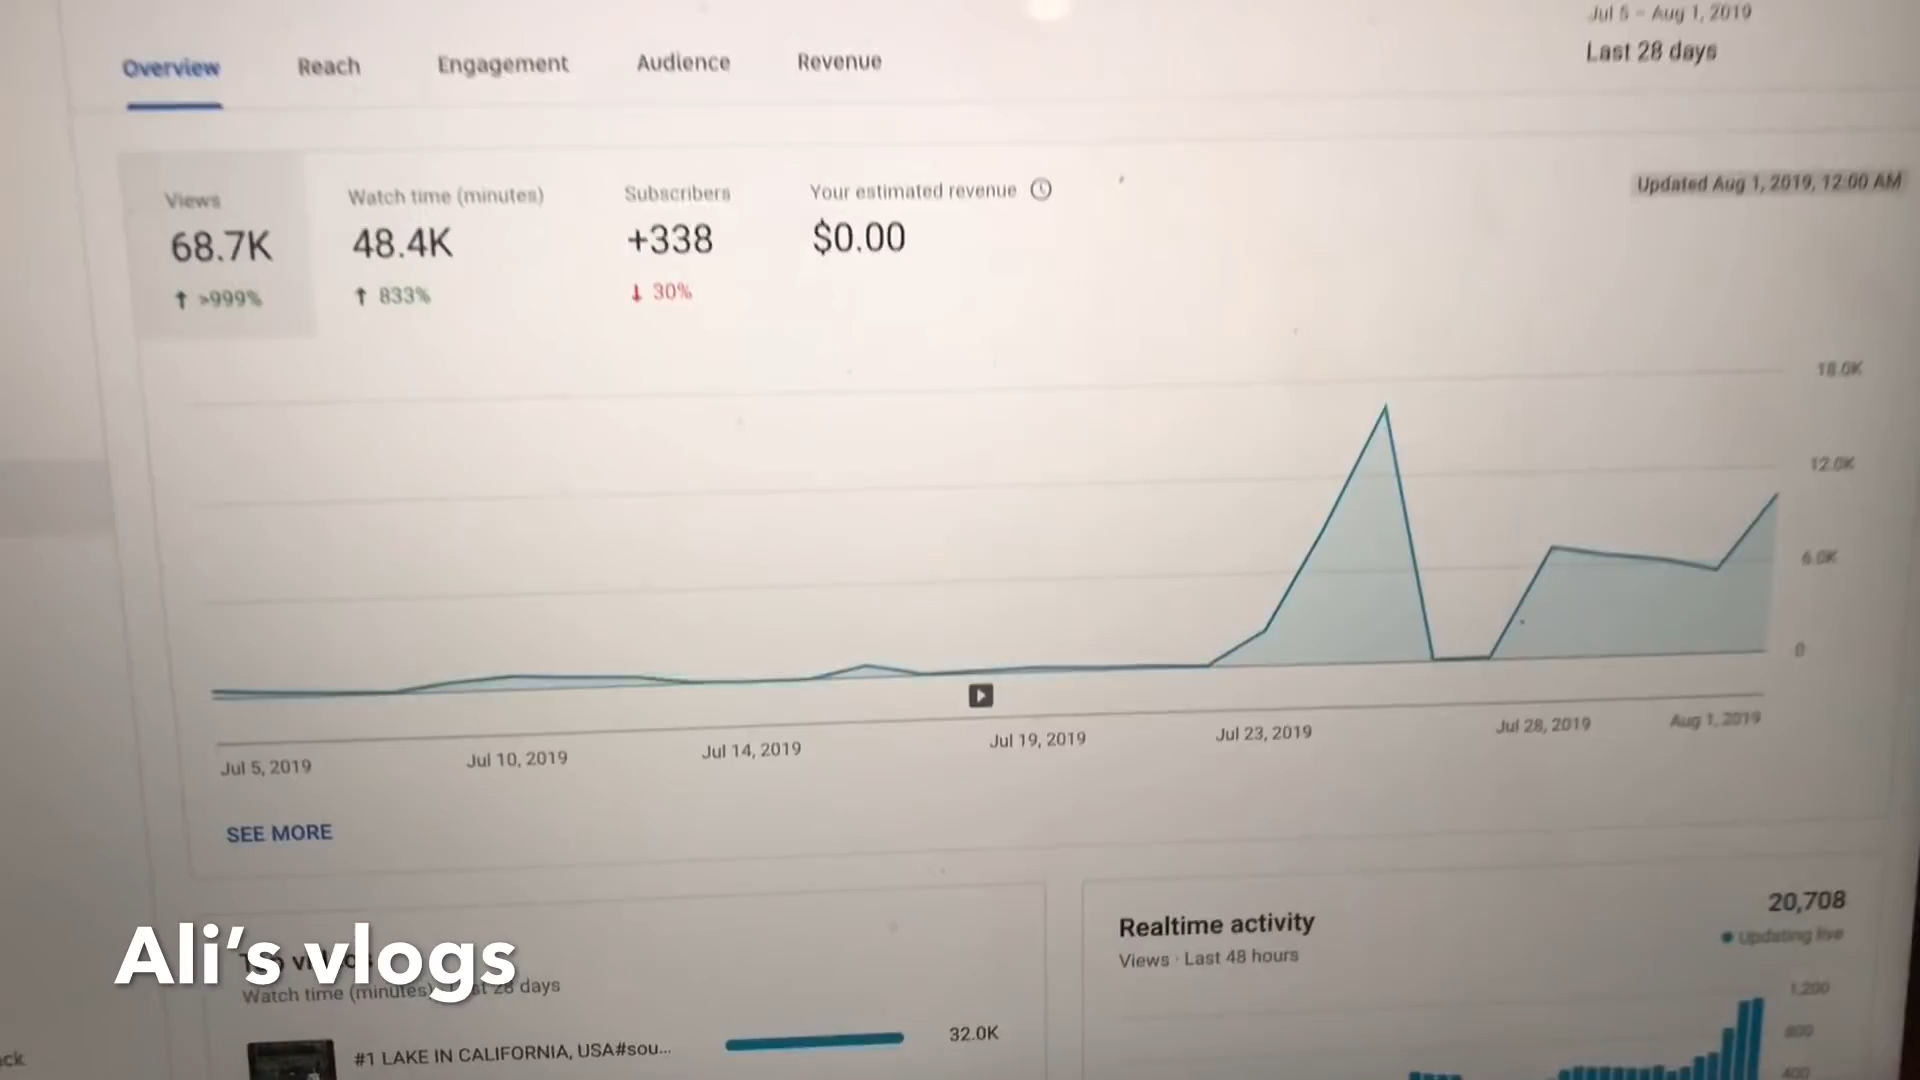 Jul 5 – Aug 1, 2019
Overview Reach Engagement Audience Revenue Last 28 days
Updated Aug 1, 2019, 12:00 AM
Views Watch time (minutes) Subscribers Your estimated revenue
68.7K 48.4K +338 $0.00
↑ >999% ↑ 833% ↓ 30%
18.0K
12.0K
6.0K
0
Jul 5, 2019 Jul 10, 2019 Jul 14, 2019 Jul 19, 2019 Jul 23, 2019 Jul 28, 2019 Aug 1, 2019
SEE MORE
Ali's vlogs
Watch time (minutes) 28 days
#1 LAKE IN CALIFORNIA, USA#sou... 32.0K
Realtime activity 20,708
Views · Last 48 hours Updating live
1,200
800
400